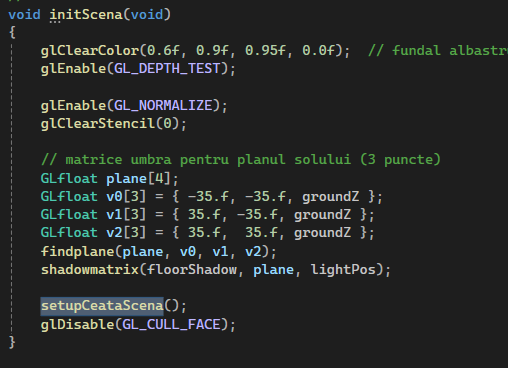 void initScena(void)
{
    glClearColor(0.6f, 0.9f, 0.95f, 0.0f);  // fundal albastr
    glEnable(GL_DEPTH_TEST);

    glEnable(GL_NORMALIZE);
    glClearStencil(0);

    // matrice umbra pentru planul solului (3 puncte)
    GLfloat plane[4];
    GLfloat v0[3] = { -35.f, -35.f, groundZ };
    GLfloat v1[3] = { 35.f, -35.f, groundZ };
    GLfloat v2[3] = { 35.f,  35.f, groundZ };
    findplane(plane, v0, v1, v2);
    shadowmatrix(floorShadow, plane, lightPos);

    setupCeataScena();
    glDisable(GL_CULL_FACE);
}